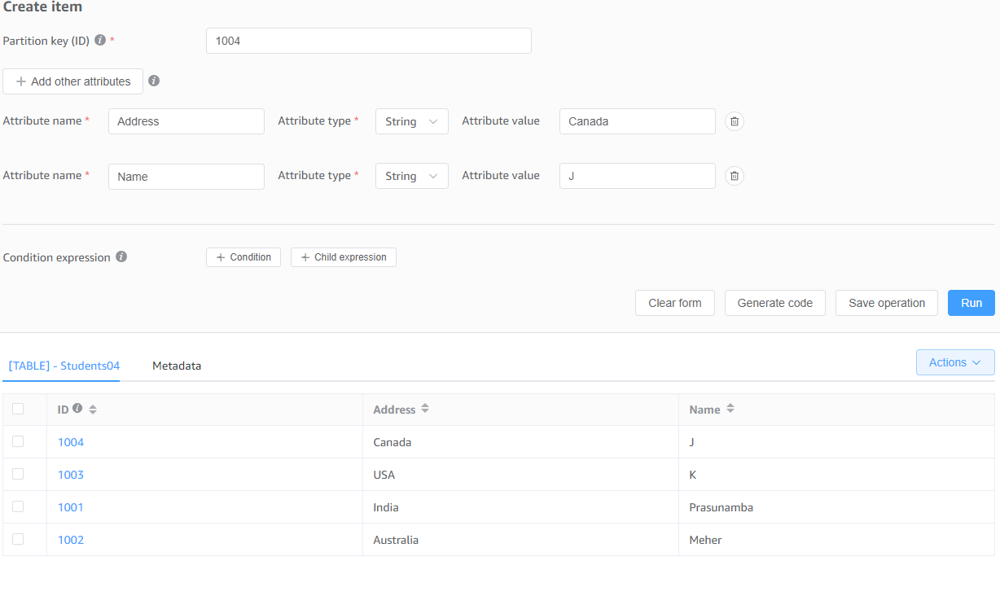 Create item
Partition key (ID) i * 1004
+ Add other attributes i
Attribute name * Address Attribute type * String Attribute value Canada
Attribute name * Name Attribute type * String Attribute value J
Condition expression i + Condition + Child expression
Clear form Generate code Save operation Run
[TABLE] - Students04 Metadata Actions
ID i Address Name
1004 Canada J
1003 USA K
1001 India Prasunamba
1002 Australia Meher